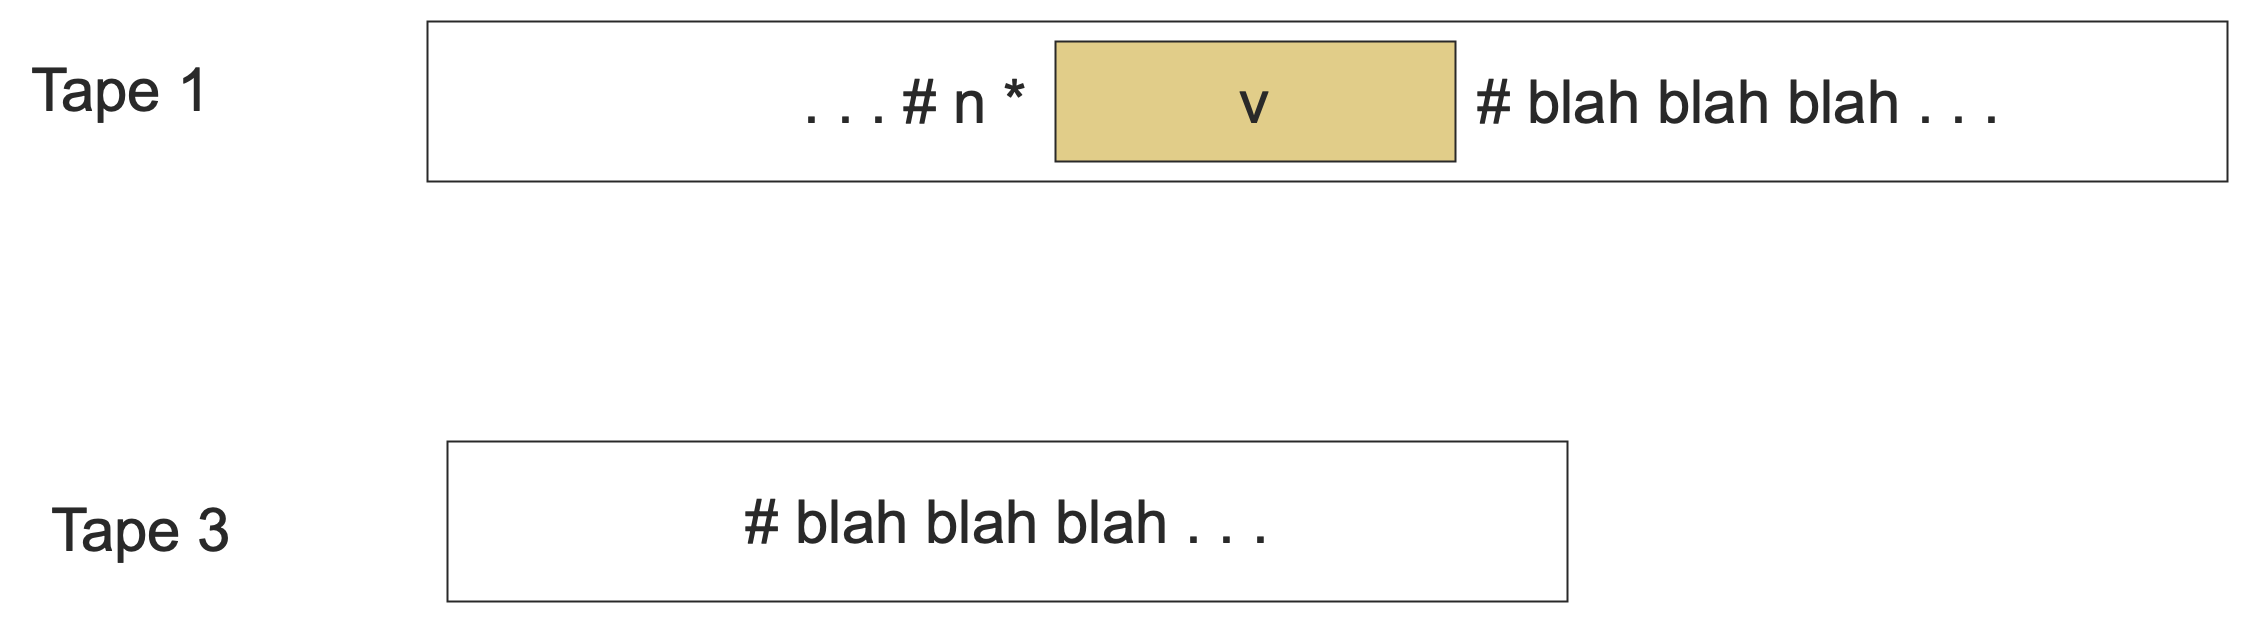 Tape 1
. . . # n * v # blah blah blah . . .
Tape 3
# blah blah blah . . .